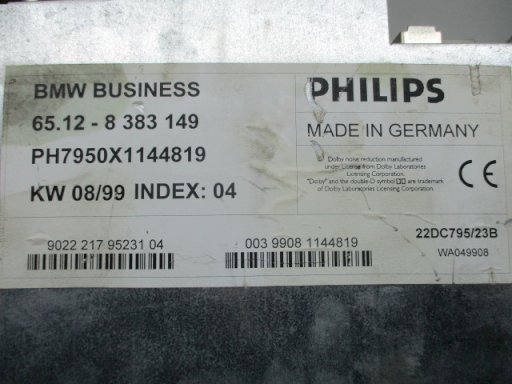 BMW BUSINESS
65.12 - 8 383 149
PH7950X1144819
KW 08/99 INDEX: 04
9022 217 95231 04
003 9908 1144819
PHILIPS
MADE IN GERMANY
Dolby noise reduction manufactured
under License from Dolby Laboratories
Licensing Corporation.
"Dolby" and the double-D symbol are trademark
of Dolby Laboratories
Licensing Corporation.
CE
22DC795/23B
WA049908